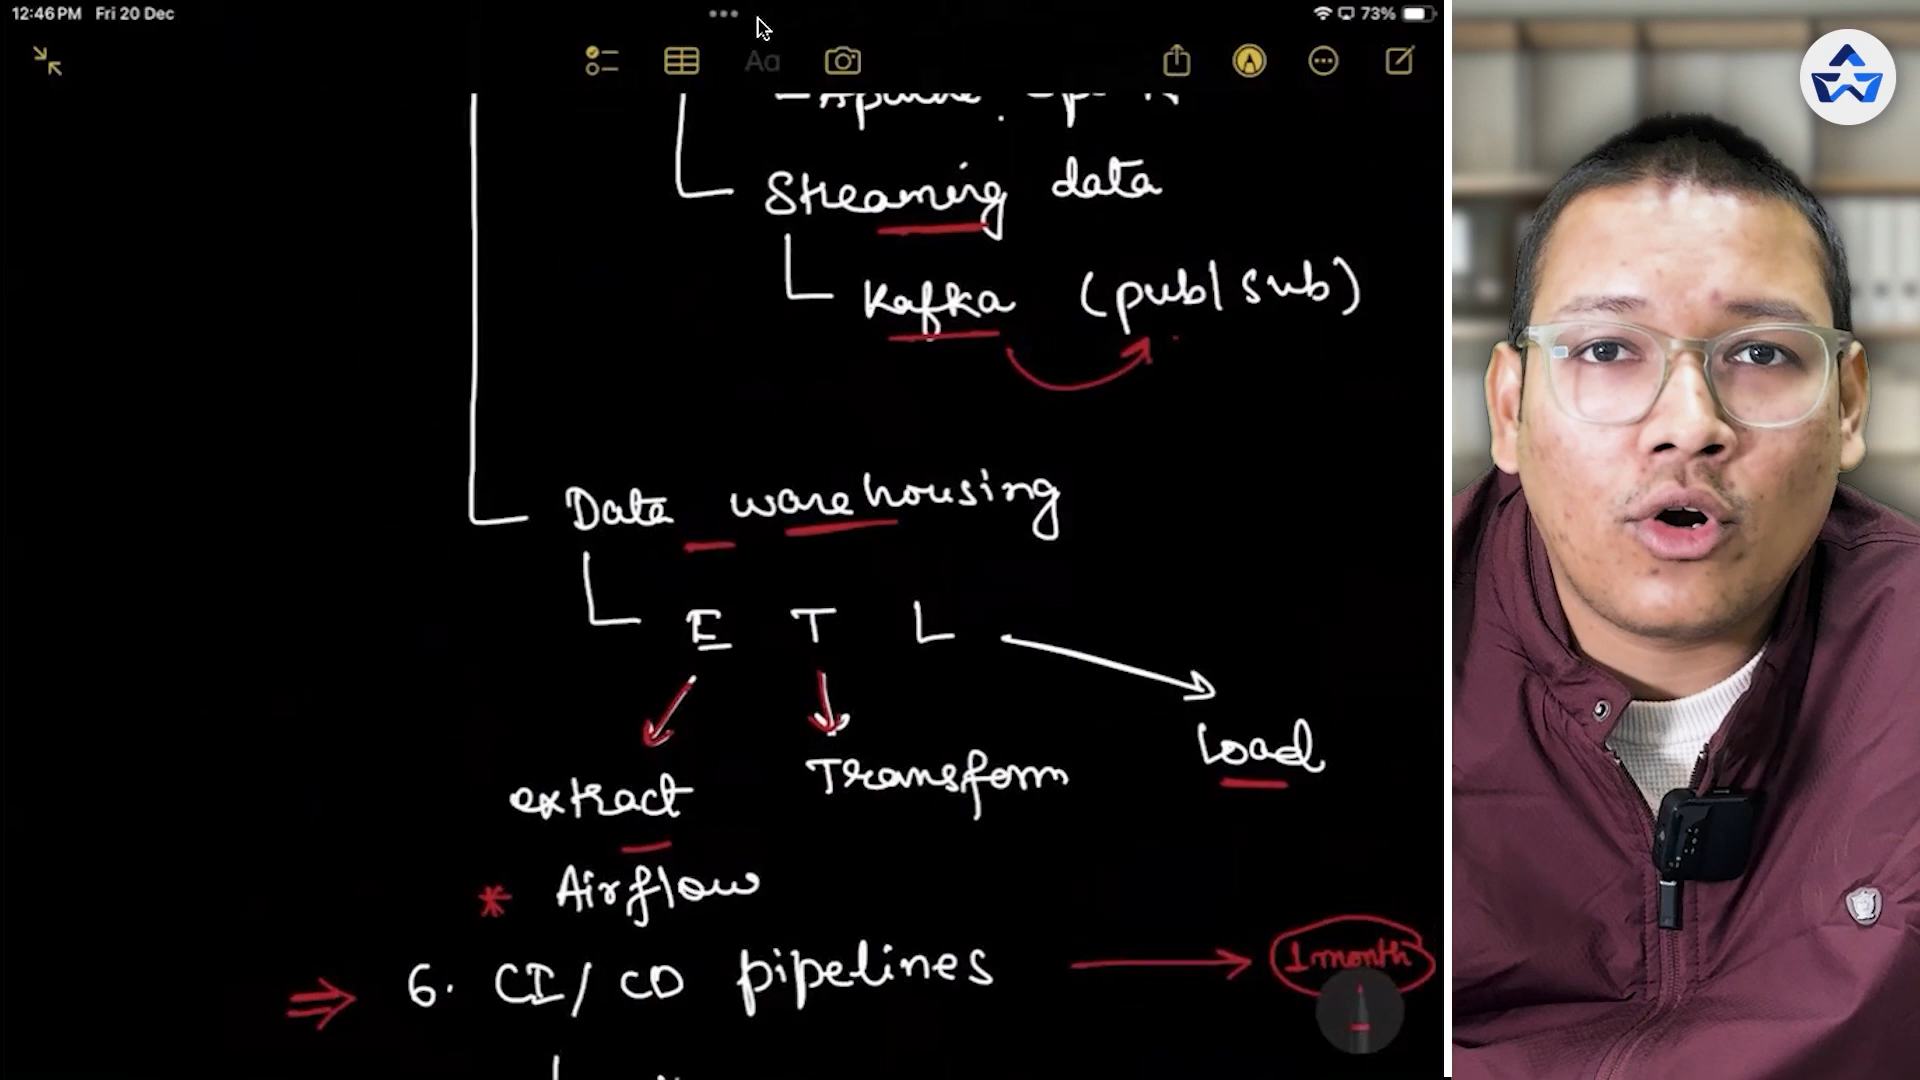 12:46 PM Fri 20 Dec
73%
Aa
Streaming data
Kafka (pub/sub)
Data warehousing
E T L
Load
extract Transform
* Airflow
6. CI/CD pipelines
1 month